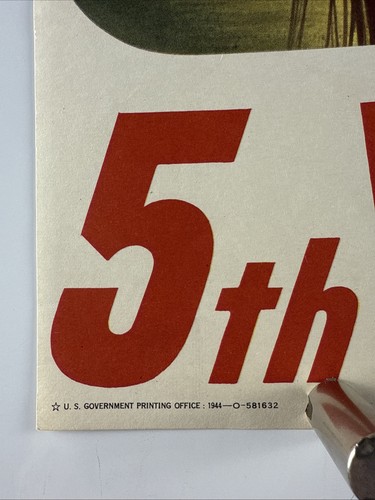 5th
☆ U. S. GOVERNMENT PRINTING OFFICE : 1944—O-581632